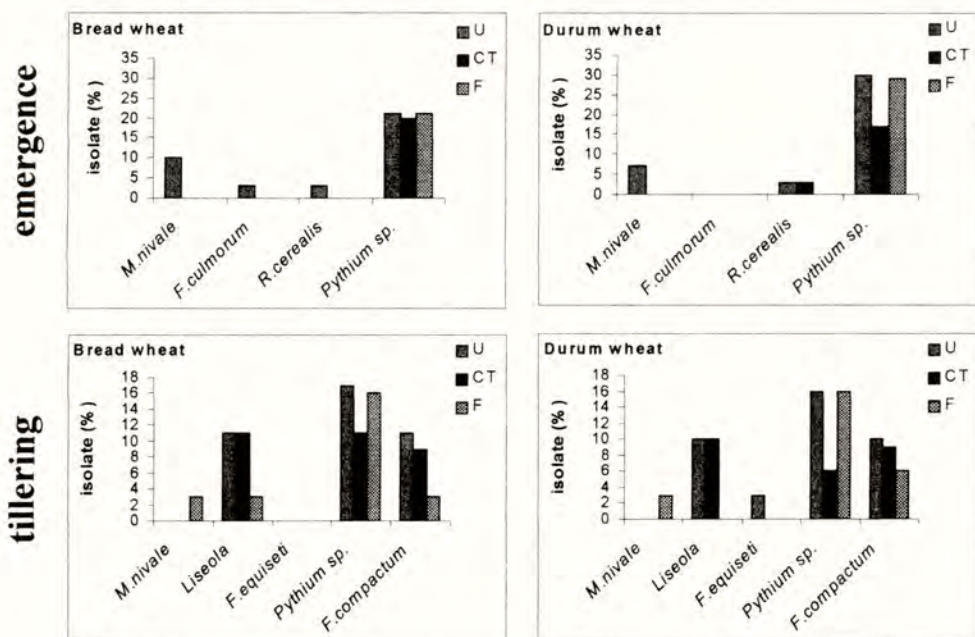 emergence
Bread wheat
U
CT
F
isolate (%)
35
30
25
20
15
10
5
0
M.nivale
F.culmorum
R.cerealis
Pythium sp.
Durum wheat
U
CT
F
isolate (%)
35
30
25
20
15
10
5
0
M.nivale
F.culmorum
R.cerealis
Pythium sp.
tillering
Bread wheat
U
CT
F
isolate (%)
18
16
14
12
10
8
6
4
2
0
M.nivale
Liseola
F.equiseti
Pythium sp.
F.compactum
Durum wheat
U
CT
F
isolate (%)
18
16
14
12
10
8
6
4
2
0
M.nivale
Liseola
F.equiseti
Pythium sp.
F.compactum